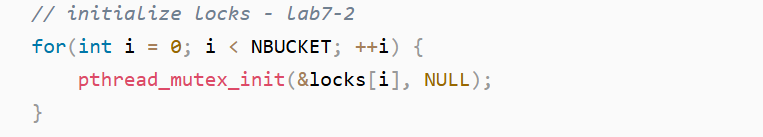 // initialize locks - lab7-2
for(int i = 0; i < NBUCKET; ++i) {
    pthread_mutex_init(&locks[i], NULL);
}